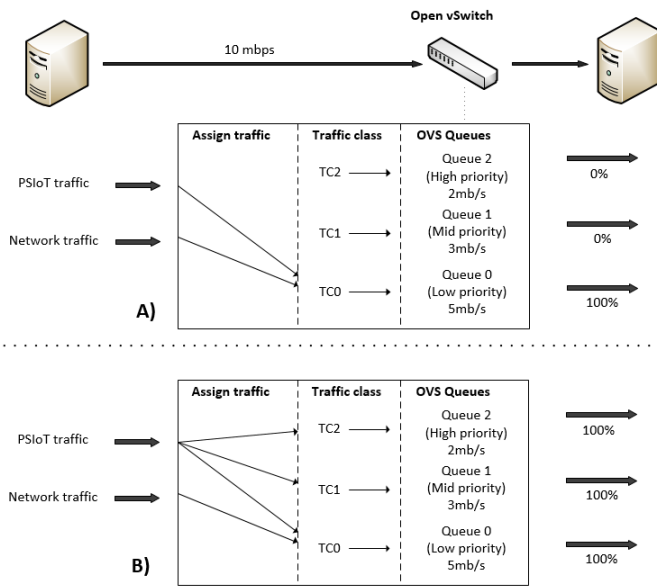 Open vSwitch
10 mbps
Assign traffic Traffic class OVS Queues
PSIoT traffic
Network traffic
TC2
Queue 2
(High priority)
2mb/s
0%
TC1
Queue 1
(Mid priority)
3mb/s
0%
TC0
Queue 0
(Low priority)
5mb/s
100%
A)
Assign traffic Traffic class OVS Queues
PSIoT traffic
Network traffic
TC2
Queue 2
(High priority)
2mb/s
100%
TC1
Queue 1
(Mid priority)
3mb/s
100%
TC0
Queue 0
(Low priority)
5mb/s
100%
B)